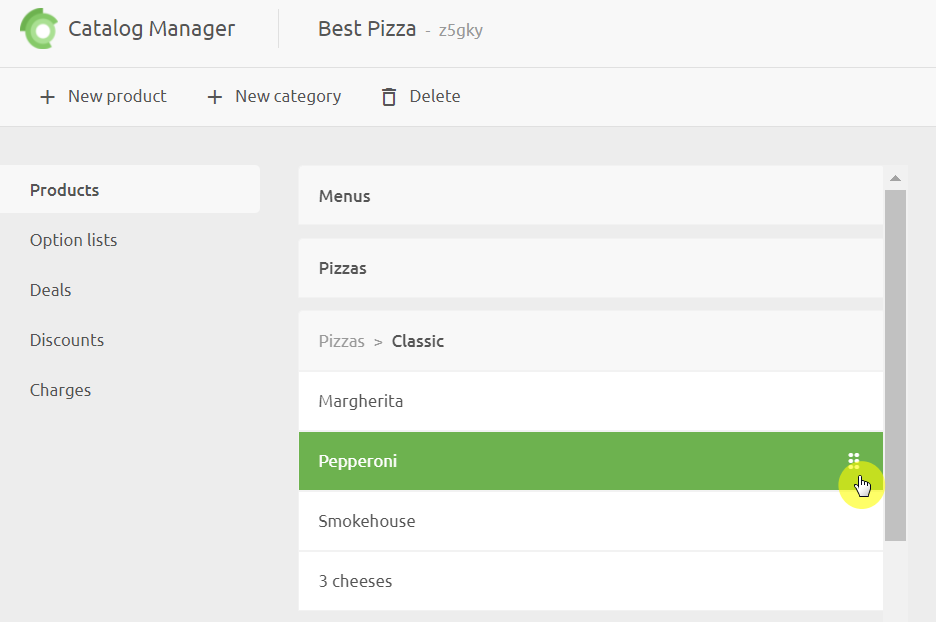 Catalog Manager
Best Pizza - z5gky
+ New product
+ New category
Delete
Products
Option lists
Deals
Discounts
Charges
Menus
Pizzas
Pizzas > Classic
Margherita
Pepperoni
Smokehouse
3 cheeses